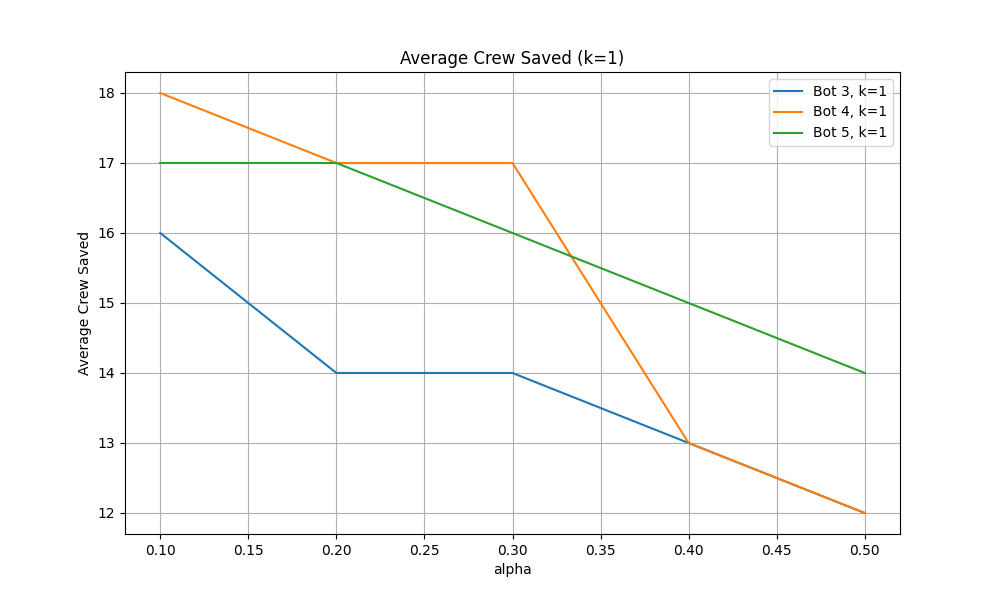 Average Crew Saved (k=1)
Bot 3, k=1
Bot 4, k=1
Bot 5, k=1
Average Crew Saved
18
17
16
15
14
13
12
0.10 0.15 0.20 0.25 0.30 0.35 0.40 0.45 0.50
alpha